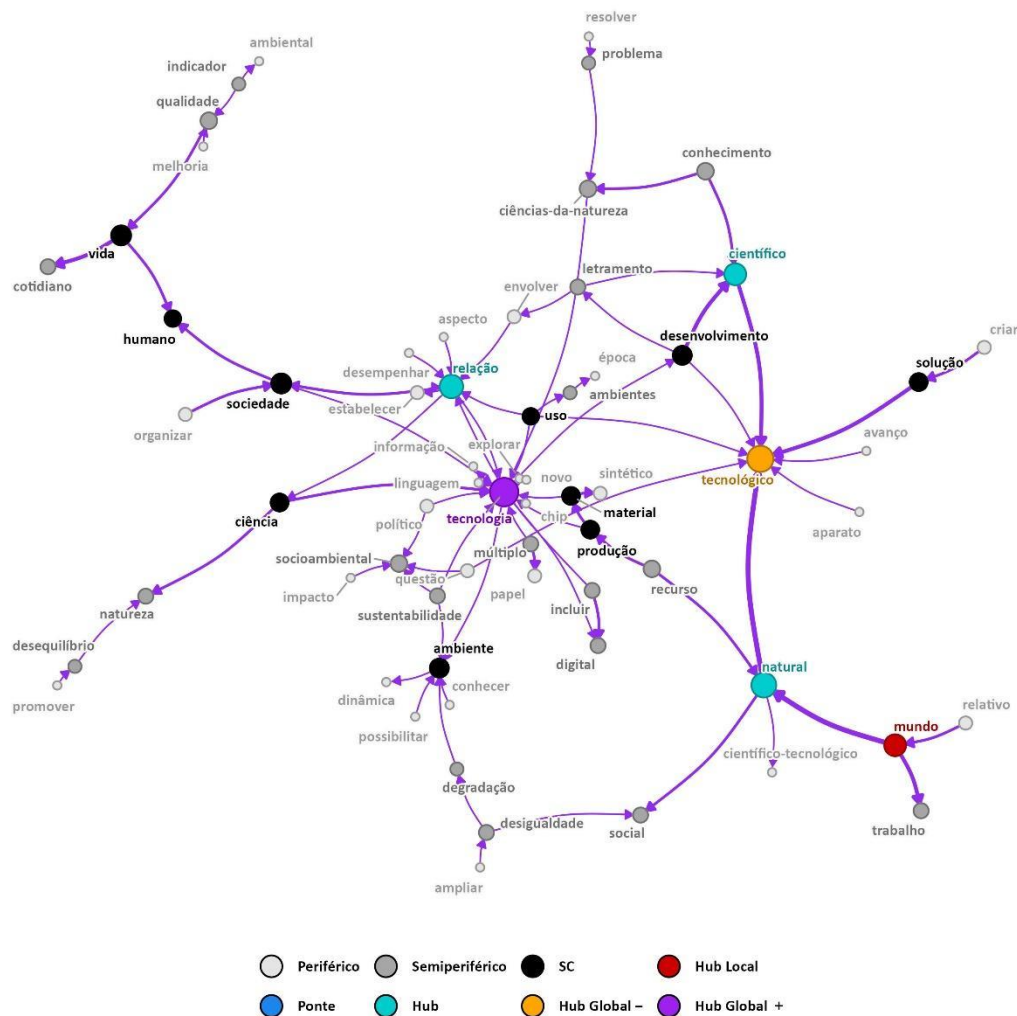 resolver
ambiental
problema
indicador
qualidade
conhecimento
melhoria
ciências-da-natureza
científico
vida
letramento
cotidiano
envolver
aspecto
desenvolvimento
criar
humano
época
solução
relação
desempenhar
ambientes
sociedade
estabelecer
uso
organizar
avanço
informação
explorar
novo
sintético
linguagem
tecnológico
material
tecnologia
chip
ciência
político
aparato
produção
múltiplo
socioambiental
questão
papel
recurso
impacto
incluir
natureza
sustentabilidade
desequilíbrio
ambiente
digital
natural
conhecer
dinâmica
promover
relativo
mundo
possibilitar
científico-tecnológico
degradação
desigualdade
social
trabalho
ampliar
Periférico Semiperiférico SC Hub Local
Ponte Hub Hub Global – Hub Global +